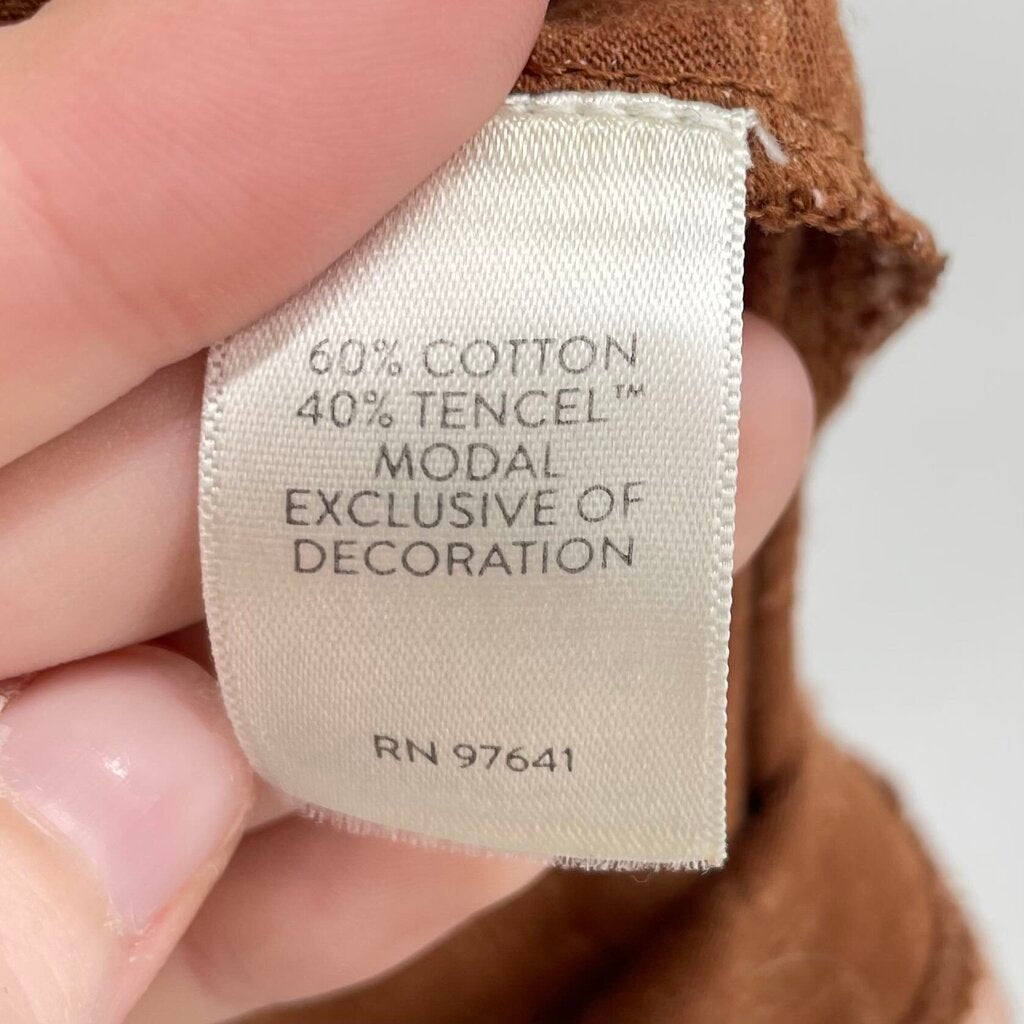 60% COTTON
40% TENCEL™
MODAL
EXCLUSIVE OF
DECORATION
RN 97641